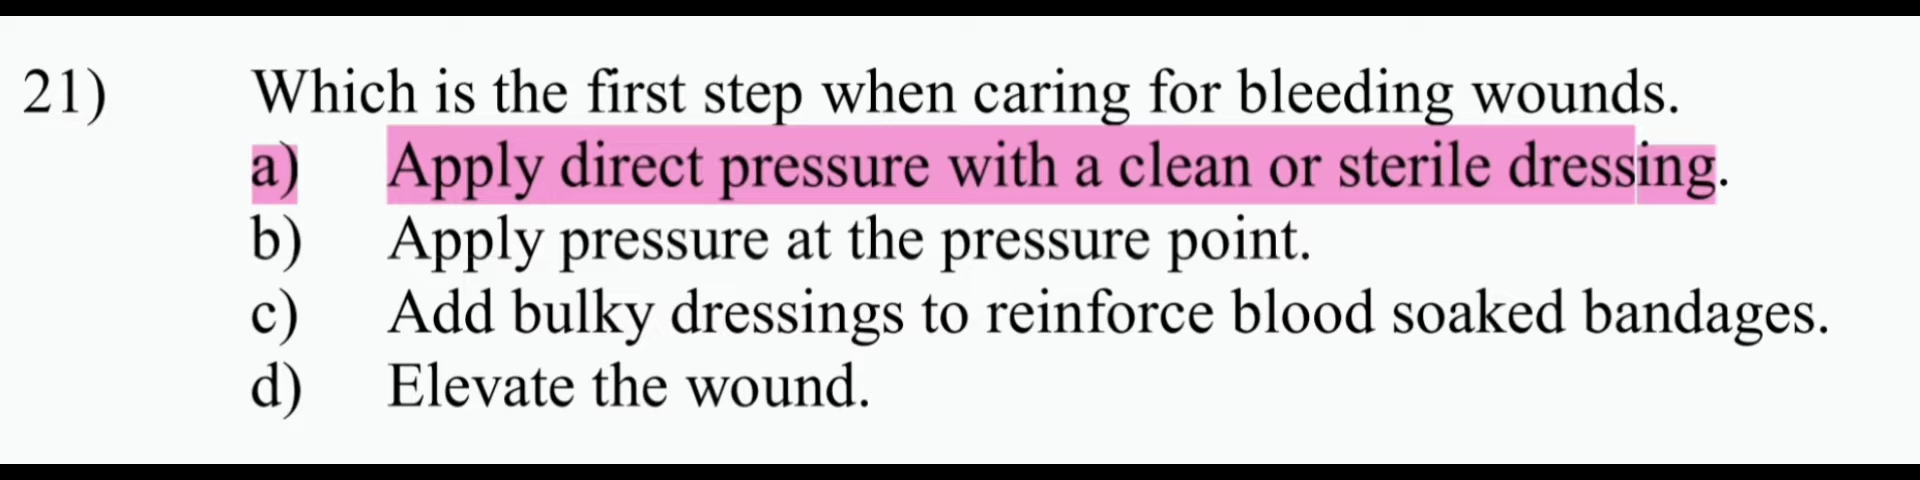 21) Which is the first step when caring for bleeding wounds.
a) Apply direct pressure with a clean or sterile dressing.
b) Apply pressure at the pressure point.
c) Add bulky dressings to reinforce blood soaked bandages.
d) Elevate the wound.